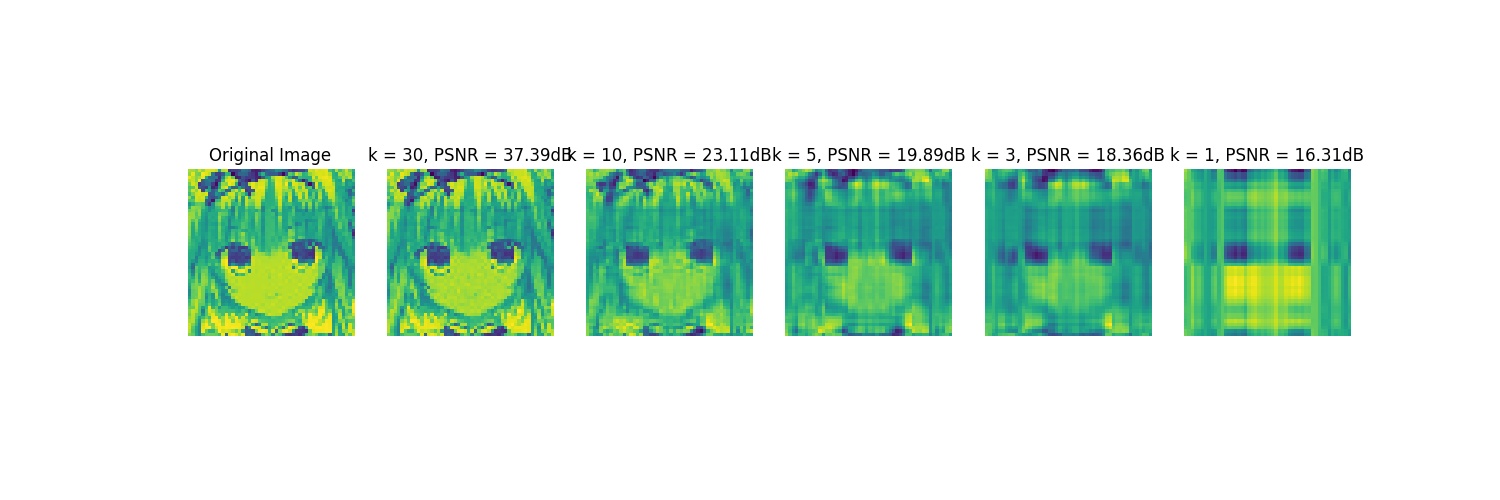 Original Image
k = 30, PSNR = 37.39dB
k = 10, PSNR = 23.11dB
k = 5, PSNR = 19.89dB
k = 3, PSNR = 18.36dB
k = 1, PSNR = 16.31dB